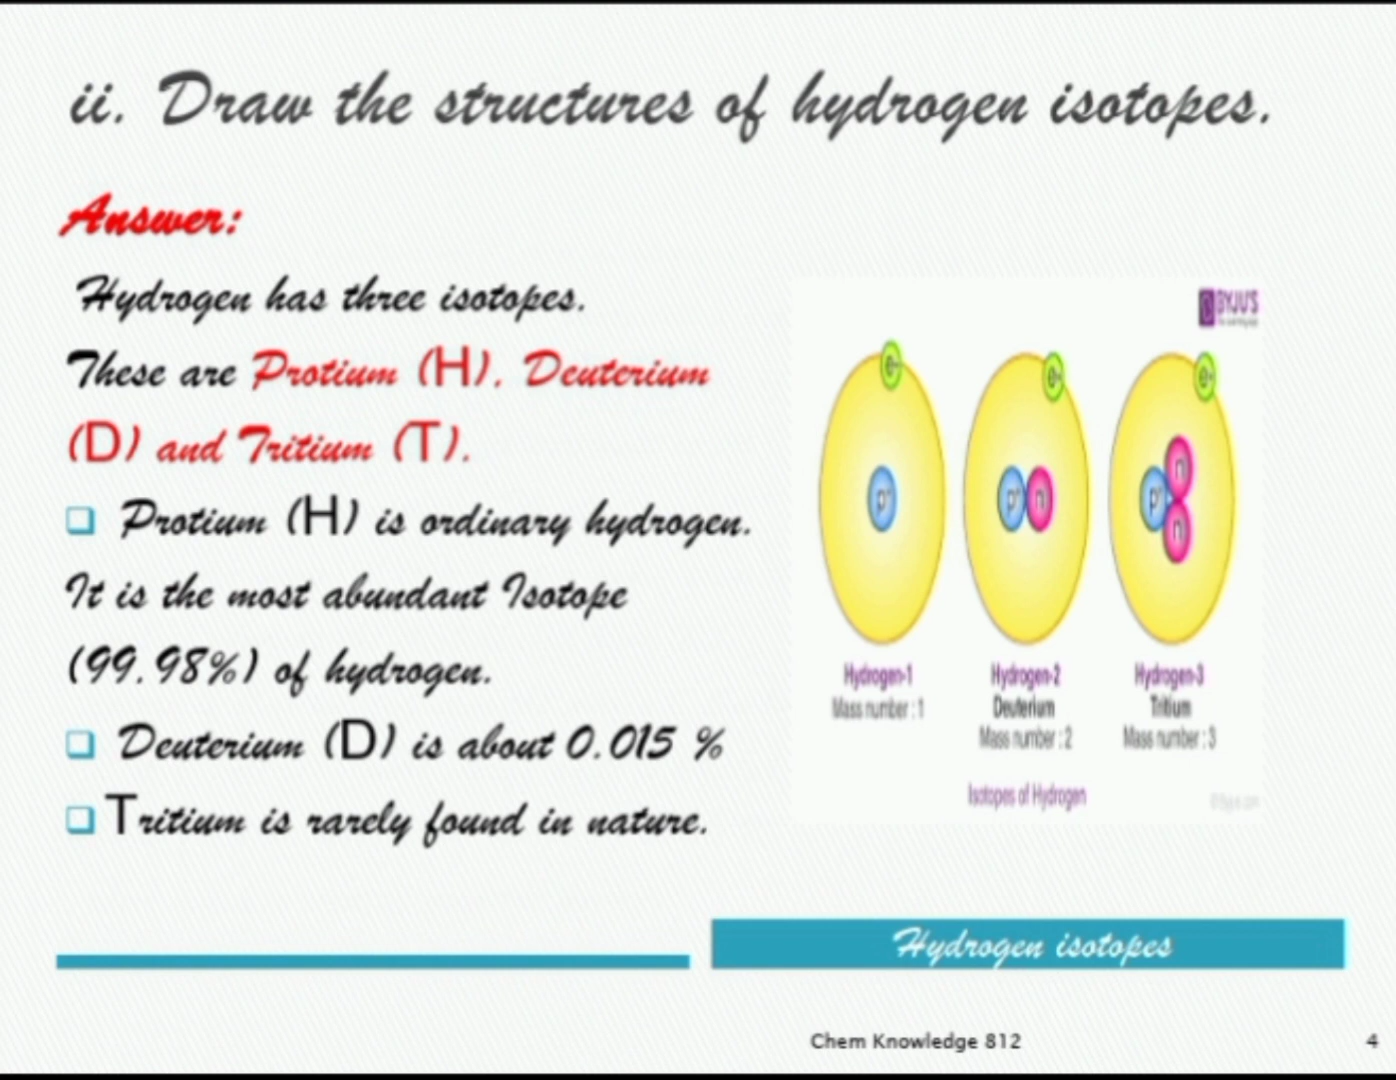 ii. Draw the structures of hydrogen isotopes.
Answer:
Hydrogen has three isotopes.
These are Protium (H). Deuterium
(D) and Tritium (T).
Protium (H) is ordinary hydrogen.
It is the most abundant Isotope
(99.98%) of hydrogen.
Deuterium (D) is about 0.015 %
Tritium is rarely found in nature.
BYJU'S
e-
e-
e-
p+
p+ n
p+ n n
Hydrogen-1
Mass number : 1
Hydrogen-2
Deuterium
Mass number : 2
Hydrogen-3
Tritium
Mass number : 3
Isotopes of Hydrogen
Hydrogen isotopes
Chem Knowledge 812
4